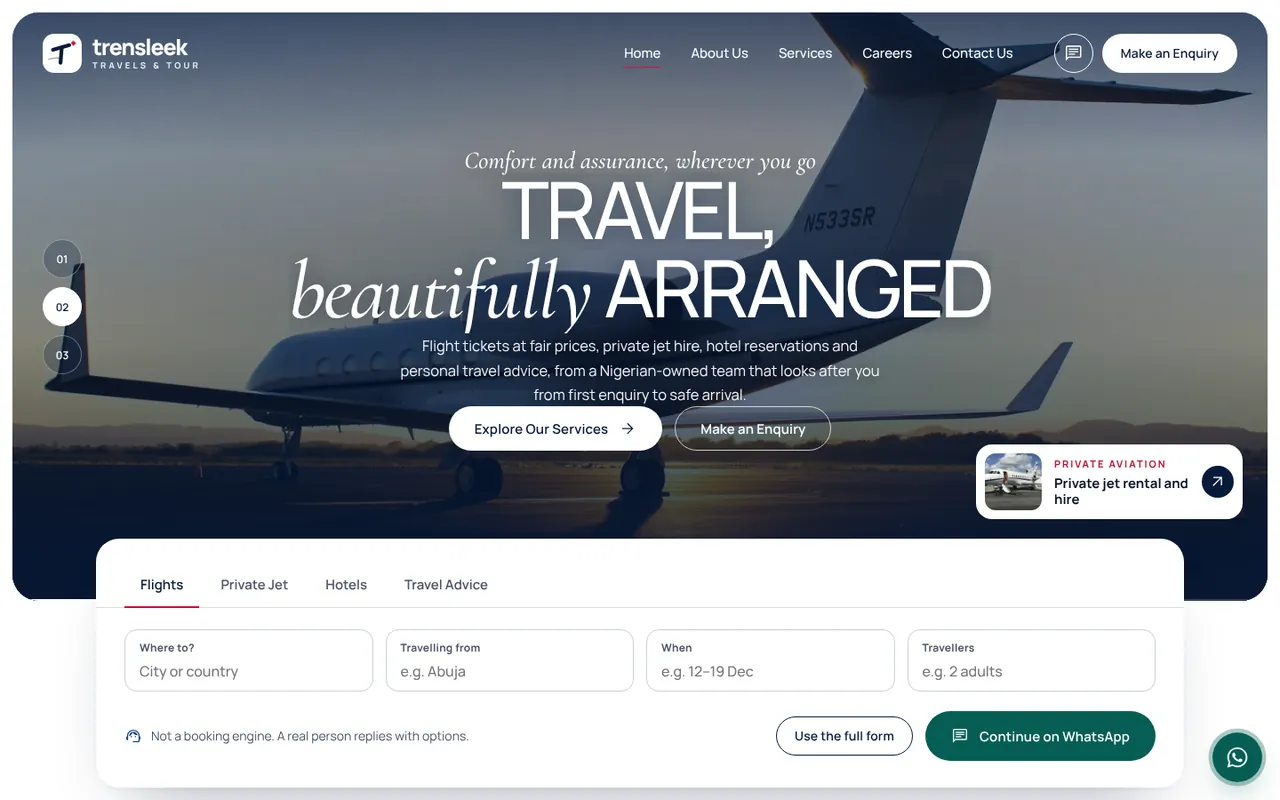 trensleek
TRAVELS & TOUR
Home
About Us
Services
Careers
Contact Us
Make an Enquiry
Comfort and assurance, wherever you go
TRAVEL,
beautifully ARRANGED
N533SR
01
02
03
Flight tickets at fair prices, private jet hire, hotel reservations and
personal travel advice, from a Nigerian-owned team that looks after you
from first enquiry to safe arrival.
Explore Our Services
Make an Enquiry
PRIVATE AVIATION
Private jet rental and
hire
Flights
Private Jet
Hotels
Travel Advice
Where to?
City or country
Travelling from
e.g. Abuja
When
e.g. 12–19 Dec
Travellers
e.g. 2 adults
Not a booking engine. A real person replies with options.
Use the full form
Continue on WhatsApp